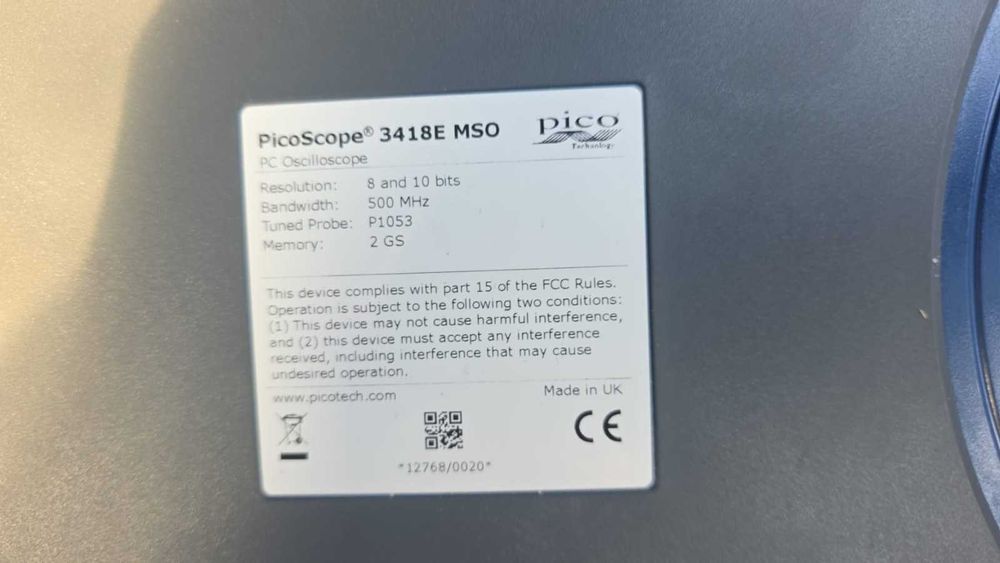 PicoScope® 3418E MSO
pico
Technology
PC Oscilloscope
Resolution: 8 and 10 bits
Bandwidth: 500 MHz
Tuned Probe: P1053
Memory: 2 GS
This device complies with part 15 of the FCC Rules.
Operation is subject to the following two conditions:
(1) This device may not cause harmful interference,
and (2) this device must accept any interference
received, including interference that may cause
undesired operation.
www.picotech.com
Made in UK
CE
*12768/0020*